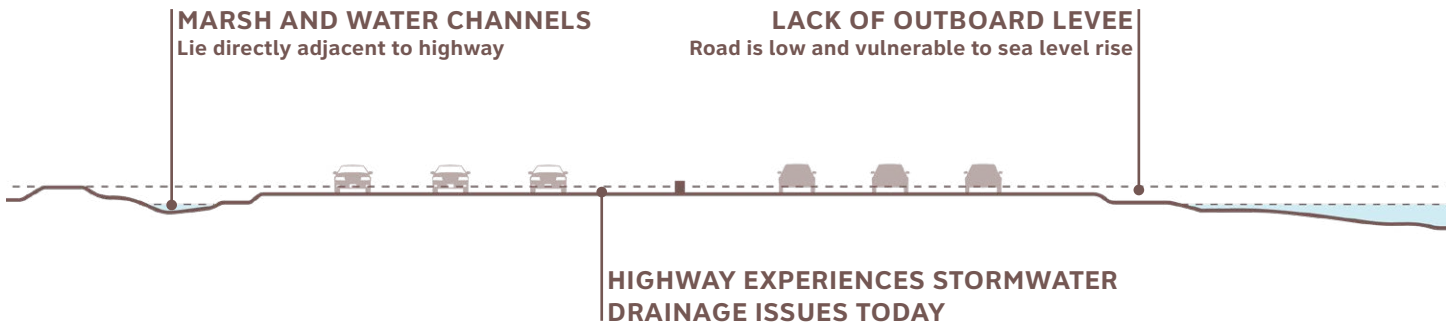 MARSH AND WATER CHANNELS
Lie directly adjacent to highway
LACK OF OUTBOARD LEVEE
Road is low and vulnerable to sea level rise
HIGHWAY EXPERIENCES STORMWATER
DRAINAGE ISSUES TODAY